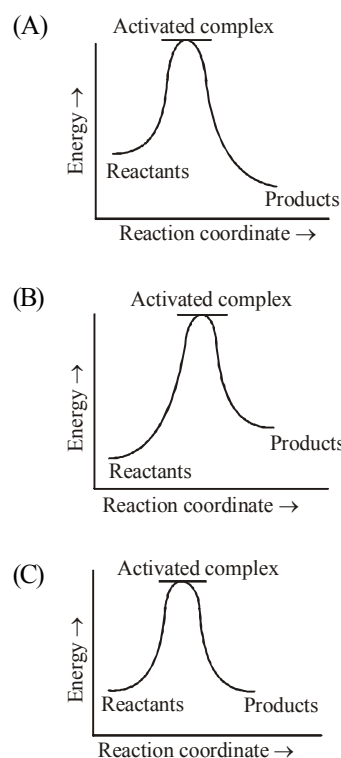 (A)
Activated complex
Energy →
Reactants
Products
Reaction coordinate →
(B)
Activated complex
Energy →
Reactants
Products
Reaction coordinate →
(C)
Activated complex
Energy →
Reactants Products
Reaction coordinate →